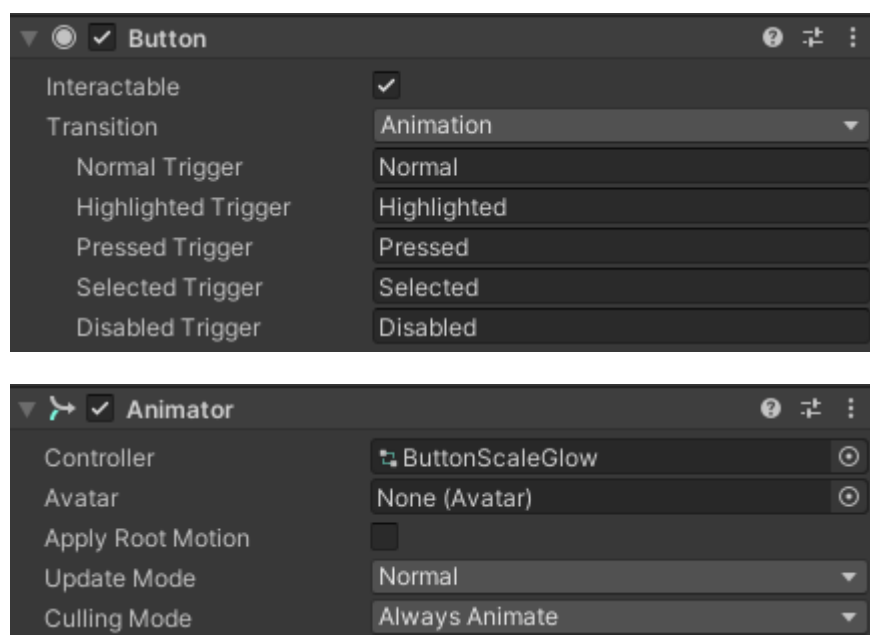 Button
Interactable
Transition Animation
Normal Trigger Normal
Highlighted Trigger Highlighted
Pressed Trigger Pressed
Selected Trigger Selected
Disabled Trigger Disabled
Animator
Controller ButtonScaleGlow
Avatar None (Avatar)
Apply Root Motion
Update Mode Normal
Culling Mode Always Animate